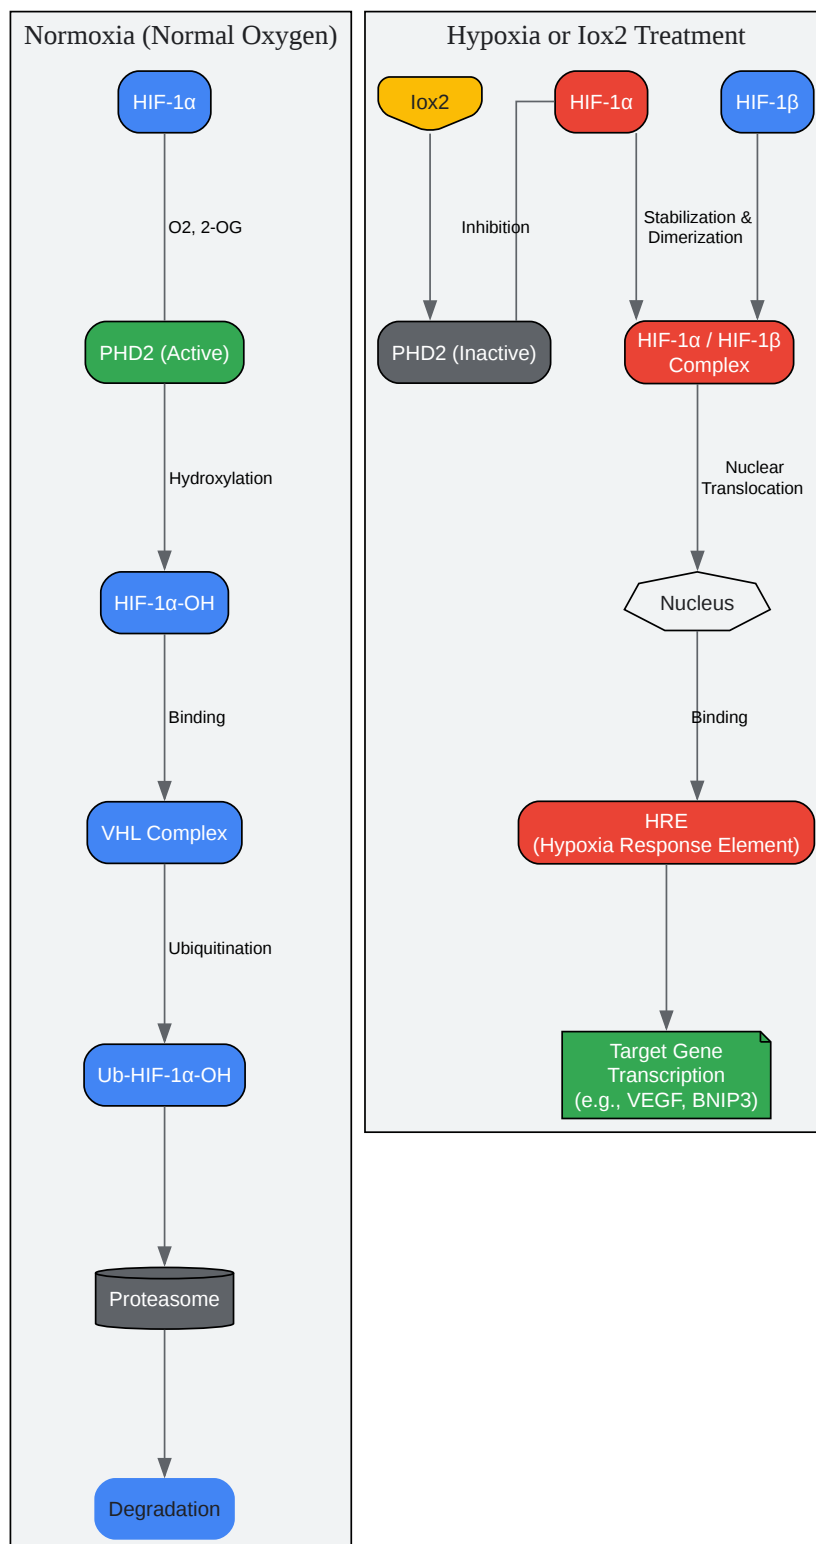 Normoxia (Normal Oxygen)
HIF-1α
O2, 2-OG
PHD2 (Active)
Hydroxylation
HIF-1α-OH
Binding
VHL Complex
Ubiquitination
Ub-HIF-1α-OH
Proteasome
Degradation
Hypoxia or Iox2 Treatment
Iox2
HIF-1α
HIF-1β
Inhibition
Stabilization &
Dimerization
PHD2 (Inactive)
HIF-1α / HIF-1β
Complex
Nuclear
Translocation
Nucleus
Binding
HRE
(Hypoxia Response Element)
Target Gene
Transcription
(e.g., VEGF, BNIP3)